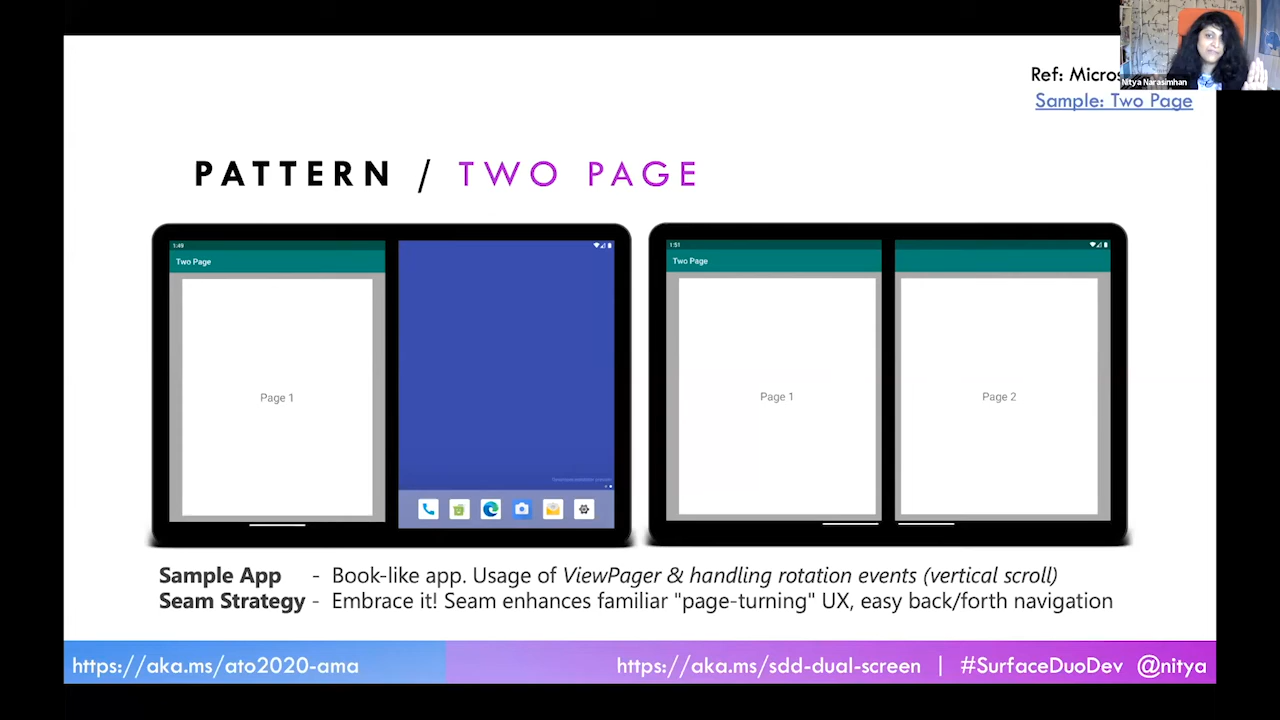 Ref: Micros
Nitya Narasimhan
Sample: Two Page
PATTERN / TWO PAGE
1:49
Two Page
Page 1
1:51
Two Page
Page 1
Page 2
Sample App - Book-like app. Usage of ViewPager & handling rotation events (vertical scroll)
Seam Strategy - Embrace it! Seam enhances familiar "page-turning" UX, easy back/forth navigation
https://aka.ms/ato2020-ama
https://aka.ms/sdd-dual-screen | #SurfaceDuoDev @nitya